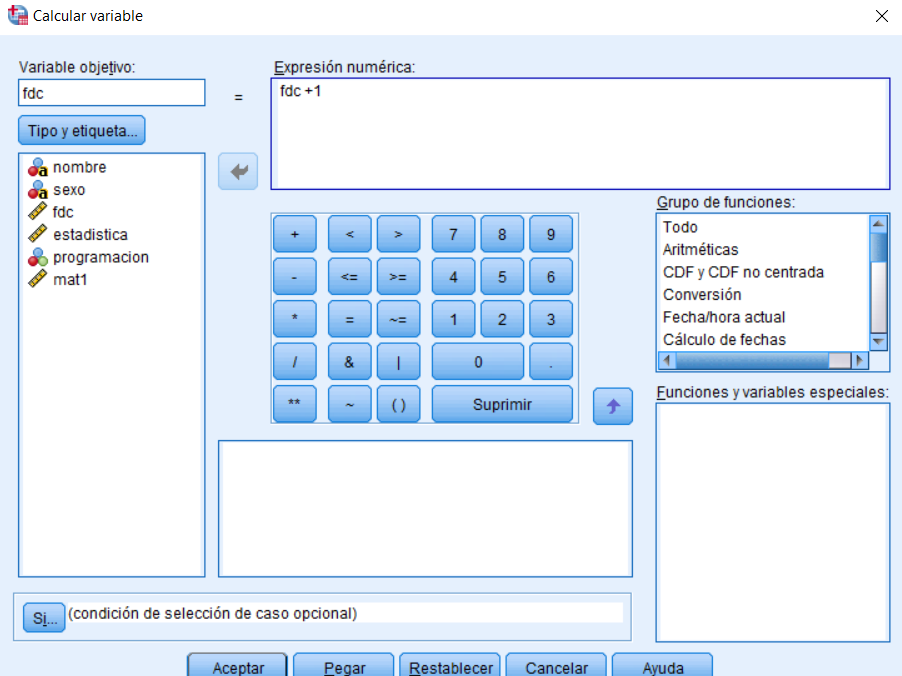 Calcular variable
Variable objetivo:
fdc
=
Expresión numérica:
fdc +1
Tipo y etiqueta...
nombre
sexo
fdc
estadistica
programacion
mat1
+ < > 7 8 9
- <= >= 4 5 6
* = ~= 1 2 3
/ & | 0 .
** ~ ( ) Suprimir
Grupo de funciones:
Todo
Aritméticas
CDF y CDF no centrada
Conversión
Fecha/hora actual
Cálculo de fechas
Funciones y variables especiales:
Si... (condición de selección de caso opcional)
Aceptar Pegar Restablecer Cancelar Ayuda